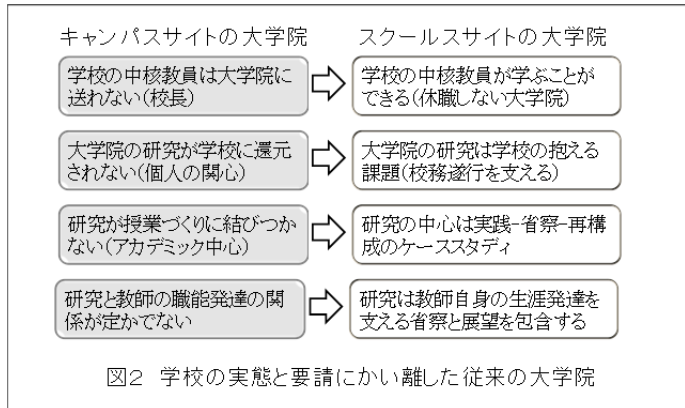 キャンパスサイトの大学院
スクールスサイトの大学院
学校の中核教員は大学院に
送れない(校長)
学校の中核教員が学ぶことが
できる(休職しない大学院)
大学院の研究が学校に還元
されない(個人の関心)
大学院の研究は学校の抱える
課題(校務遂行を支える)
研究が授業づくりに結びつか
ない(アカデミック中心)
研究の中心は実践-省察-再構
成のケーススタディ
研究と教師の職能発達の関
係が定かでない
研究は教師自身の生涯発達を
支える省察と展望を包含する
図2 学校の実態と要請にかい離した従来の大学院